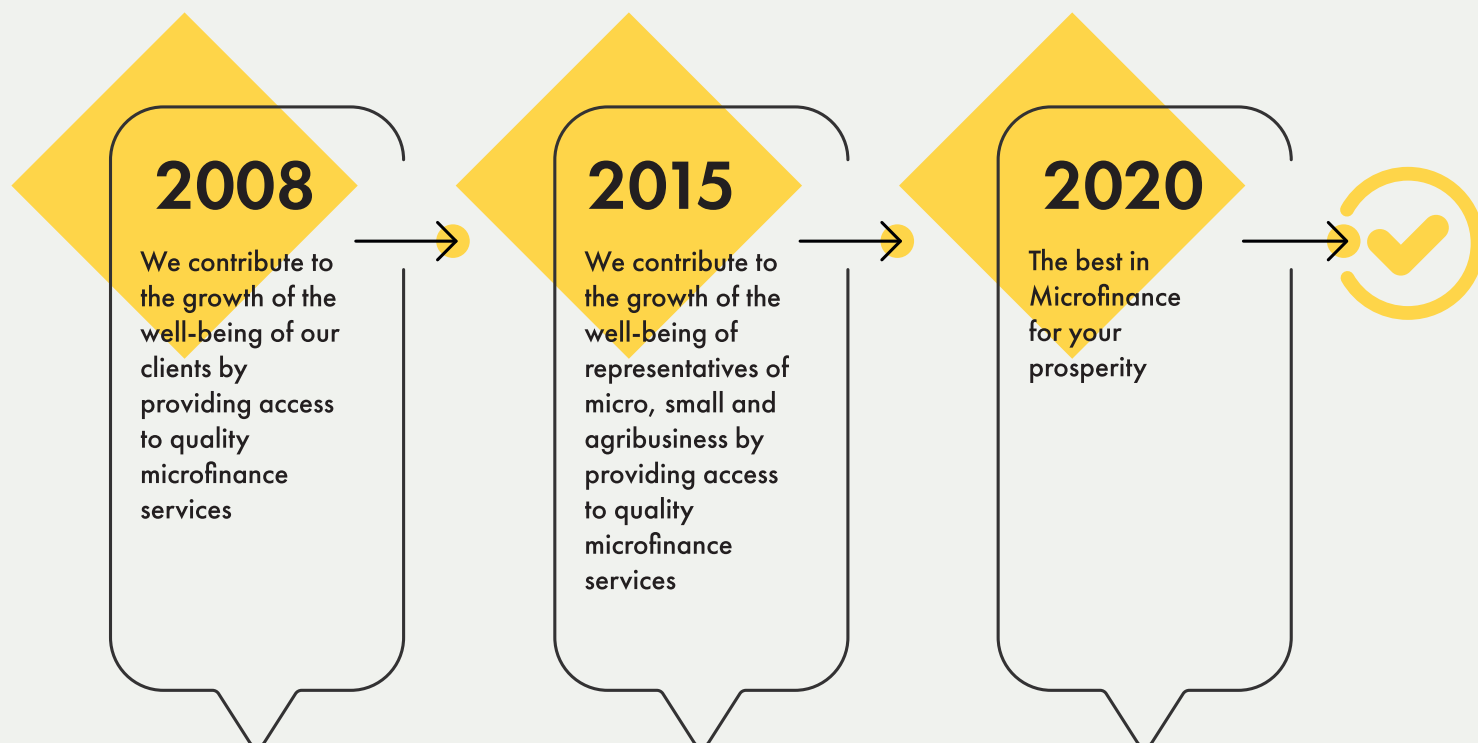 2008
We contribute to
the growth of the
well-being of our
clients by
providing access
to quality
microfinance
services
2015
We contribute to
the growth of the
well-being of
representatives of
micro, small and
agribusiness by
providing access
to quality
microfinance
services
2020
The best in
Microfinance
for your
prosperity